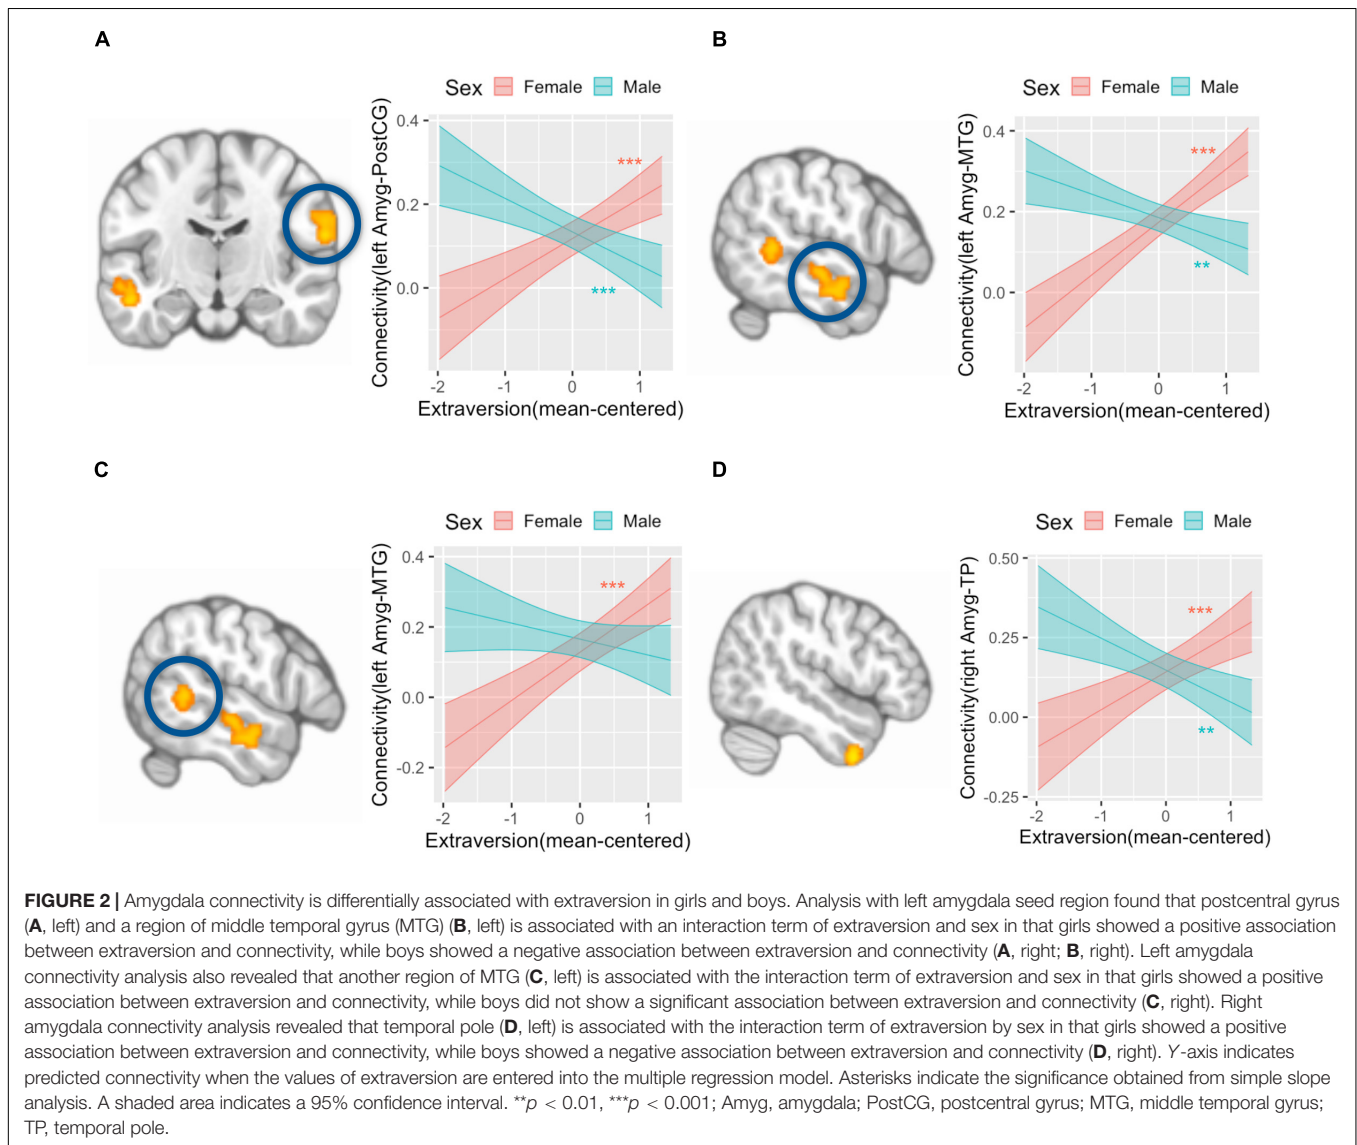 A
Sex Female Male
Connectivity(left Amyg-PostCG)
0.4
0.2
0.0
***
***
-2 -1 0 1
Extraversion(mean-centered)
B
Sex Female Male
Connectivity(left Amyg-MTG)
0.4
0.2
0.0
***
**
-2 -1 0 1
Extraversion(mean-centered)
C
Sex Female Male
Connectivity(left Amyg-MTG)
0.4
0.2
0.0
-0.2
***
-2 -1 0 1
Extraversion(mean-centered)
D
Sex Female Male
Connectivity(right Amyg-TP)
0.50
0.25
0.00
-0.25
***
**
-2 -1 0 1
Extraversion(mean-centered)
FIGURE 2 | Amygdala connectivity is differentially associated with extraversion in girls and boys. Analysis with left amygdala seed region found that postcentral gyrus
(A, left) and a region of middle temporal gyrus (MTG) (B, left) is associated with an interaction term of extraversion and sex in that girls showed a positive association
between extraversion and connectivity, while boys showed a negative association between extraversion and connectivity (A, right; B, right). Left amygdala
connectivity analysis also revealed that another region of MTG (C, left) is associated with the interaction term of extraversion and sex in that girls showed a positive
association between extraversion and connectivity, while boys did not show a significant association between extraversion and connectivity (C, right). Right
amygdala connectivity analysis revealed that temporal pole (D, left) is associated with the interaction term of extraversion by sex in that girls showed a positive
association between extraversion and connectivity, while boys showed a negative association between extraversion and connectivity (D, right). Y-axis indicates
predicted connectivity when the values of extraversion are entered into the multiple regression model. Asterisks indicate the significance obtained from simple slope
analysis. A shaded area indicates a 95% confidence interval. **p < 0.01, ***p < 0.001; Amyg, amygdala; PostCG, postcentral gyrus; MTG, middle temporal gyrus;
TP, temporal pole.